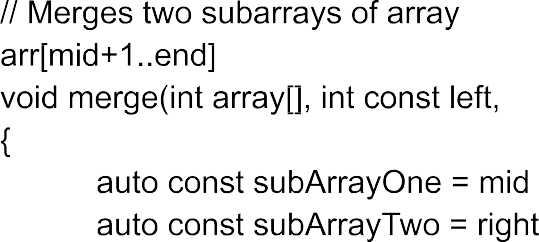 // Merges two subarrays of array
arr[mid+1..end]
void merge(int array[], int const left,
{
auto const subArrayOne = mid
auto const subArrayTwo = right